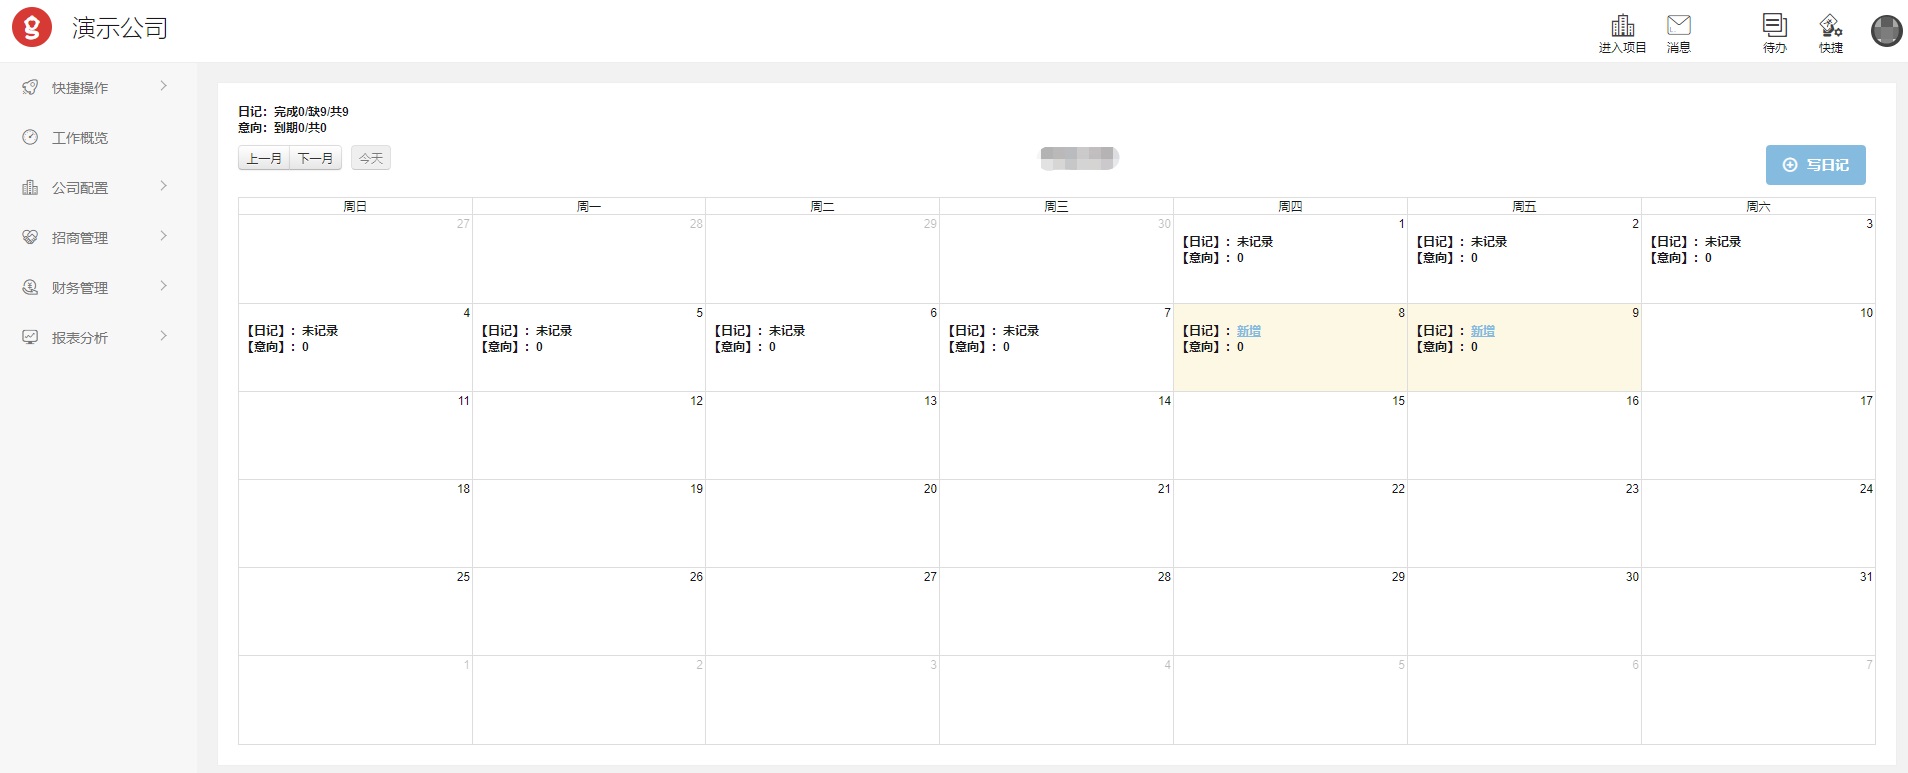 演示公司
进入项目
消息
待办
快捷
快捷操作
工作概览
公司配置
招商管理
财务管理
报表分析
日记：完成0/缺9/共9
意向：到期0/共0
上一月 下一月 今天
写日记
周日 周一 周二 周三 周四 周五 周六
27 28 29 30 1 2 3
【日记】：未记录 【日记】：未记录 【日记】：未记录
【意向】：0 【意向】：0 【意向】：0
4 5 6 7 8 9 10
【日记】：未记录 【日记】：未记录 【日记】：未记录 【日记】：未记录 【日记】：新增 【日记】：新增
【意向】：0 【意向】：0 【意向】：0 【意向】：0 【意向】：0 【意向】：0
11 12 13 14 15 16 17
18 19 20 21 22 23 24
25 26 27 28 29 30 31
1 2 3 4 5 6 7